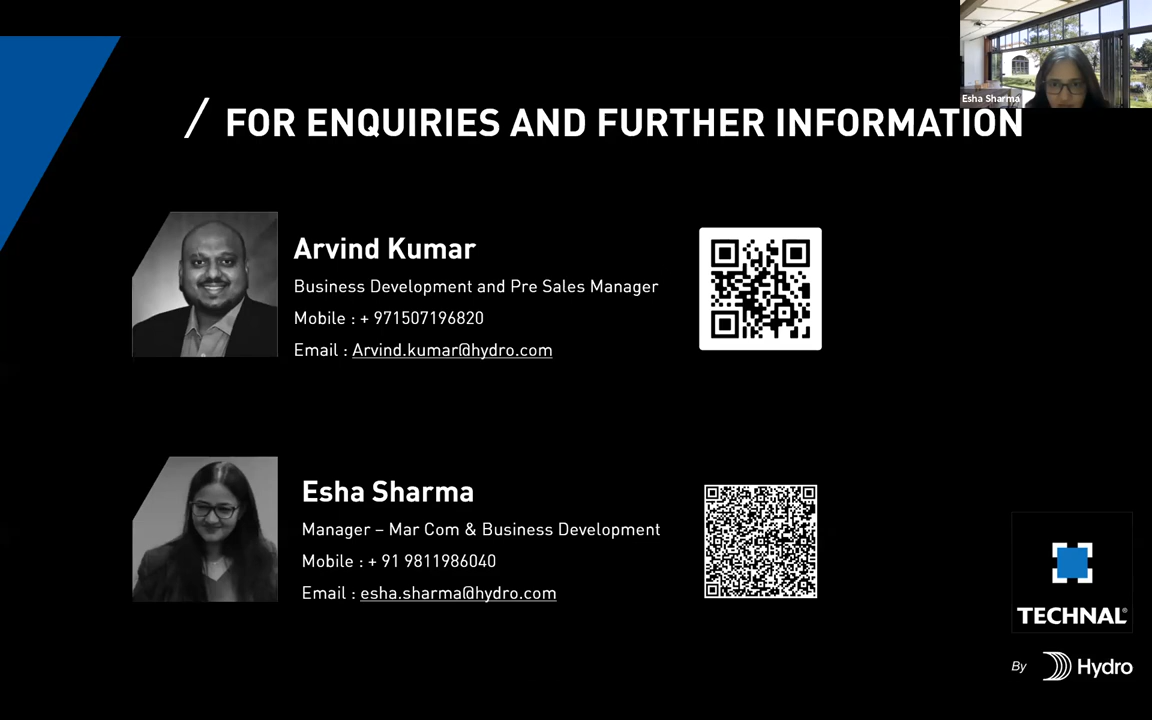 Esha Sharma
/ FOR ENQUIRIES AND FURTHER INFORMATION
Arvind Kumar
Business Development and Pre Sales Manager
Mobile : + 971507196820
Email : Arvind.kumar@hydro.com
Esha Sharma
Manager – Mar Com & Business Development
Mobile : + 91 9811986040
Email : esha.sharma@hydro.com
TECHNAL®
By Hydro